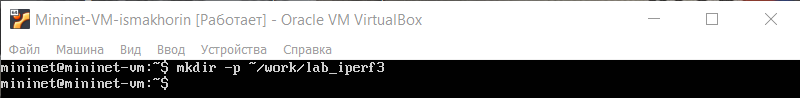 Mininet-VM-ismakhorin [Работает] - Oracle VM VirtualBox
Файл Машина Вид Ввод Устройства Справка
mininet@mininet-vm:~$ mkdir -p ~/work/lab_iperf3
mininet@mininet-vm:~$